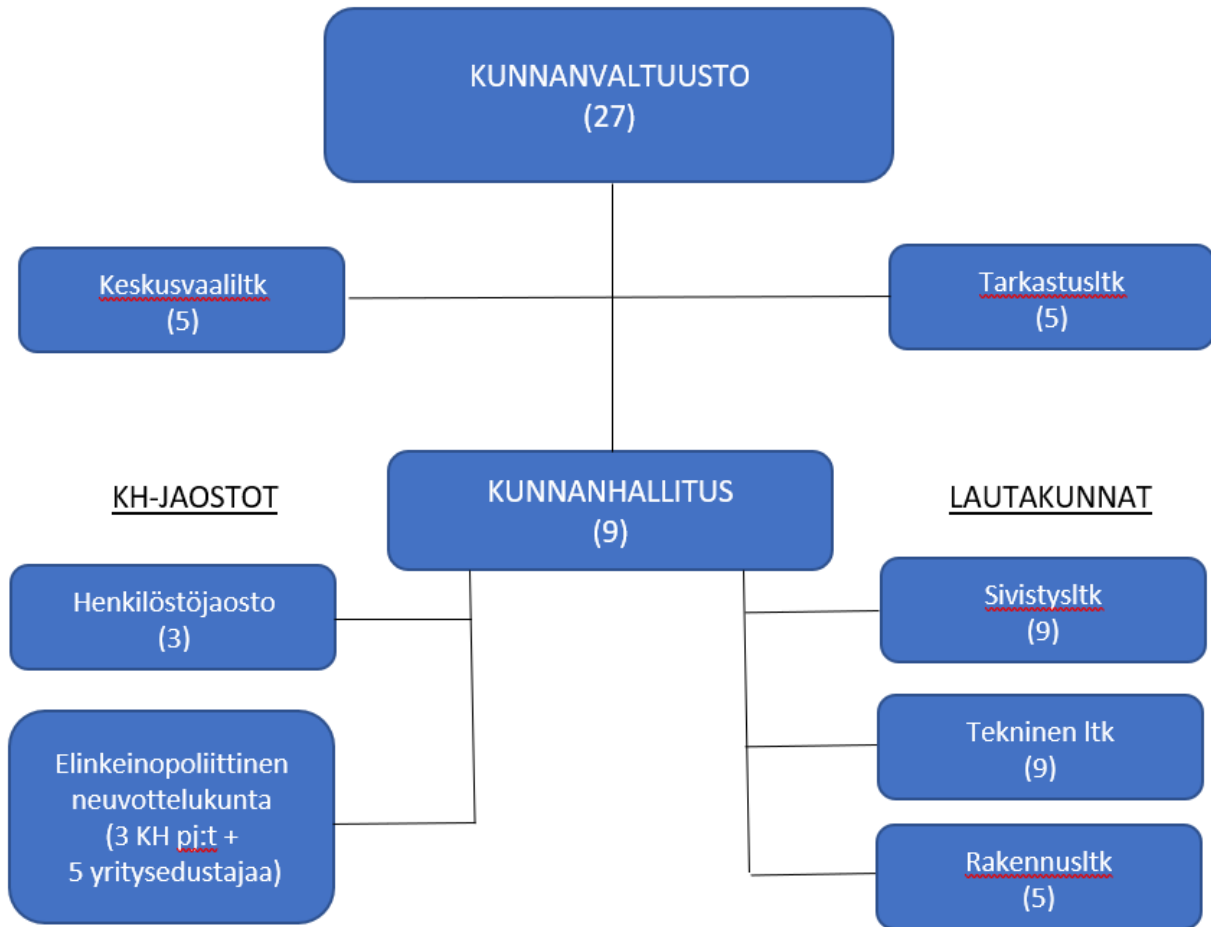 KUNNANVALTUUSTO
(27)
Keskusvaaliltk
(5)
Tarkastusltk
(5)
KUNNANHALLITUS
(9)
KH-JAOSTOT
Henkilöstöjaosto
(3)
Elinkeinopoliittinen
neuvottelukunta
(3 KH pj:t +
5 yritysedustajaa)
LAUTAKUNNAT
Sivistysltk
(9)
Tekninen ltk
(9)
Rakennusltk
(5)